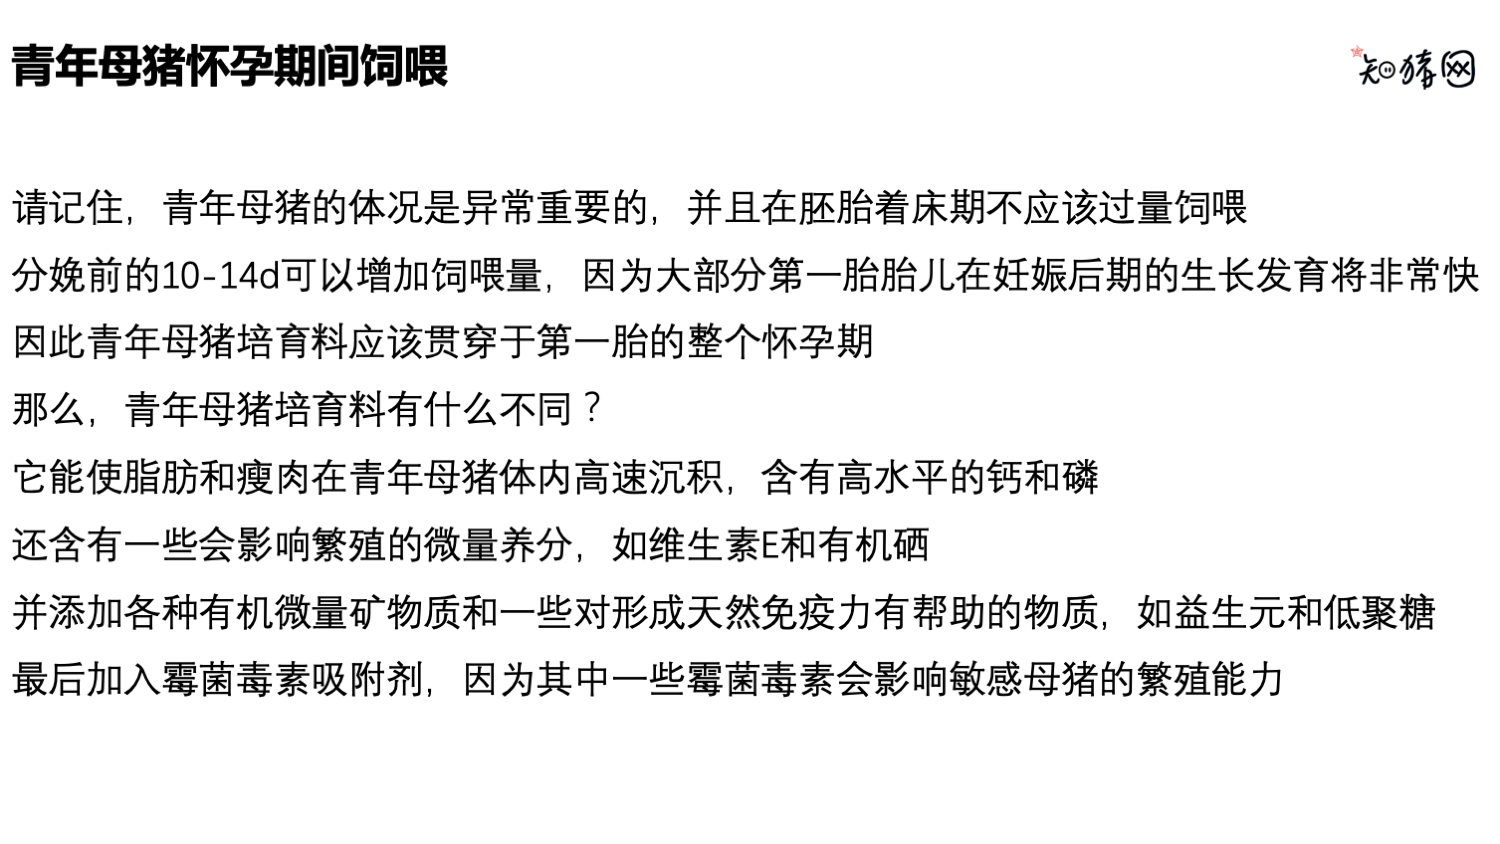 青年母猪怀孕期间饲喂
知猪网
请记住，青年母猪的体况是异常重要的，并且在胚胎着床期不应该过量饲喂
分娩前的10-14d可以增加饲喂量，因为大部分第一胎胎儿在妊娠后期的生长发育将非常快
因此青年母猪培育料应该贯穿于第一胎的整个怀孕期
那么，青年母猪培育料有什么不同？
它能使脂肪和瘦肉在青年母猪体内高速沉积，含有高水平的钙和磷
还含有一些会影响繁殖的微量养分，如维生素E和有机硒
并添加各种有机微量矿物质和一些对形成天然免疫力有帮助的物质，如益生元和低聚糖
最后加入霉菌毒素吸附剂，因为其中一些霉菌毒素会影响敏感母猪的繁殖能力